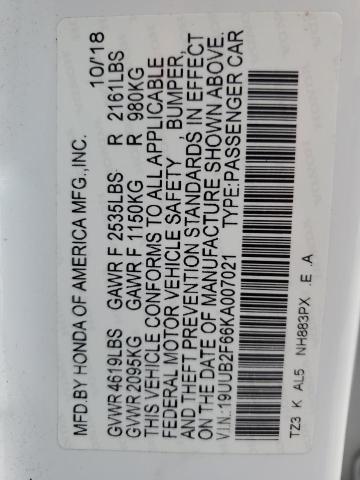 MFD.BY HONDA OF AMERICA MFG.,INC. 10/'18
GVWR 4619LBS GAWR F 2535LBS R 2161LBS
GVWR 2095KG GAWR F 1150KG R 980KG
THIS VEHICLE CONFORMS TO ALL APPLICABLE
FEDERAL MOTOR VEHICLE SAFETY , BUMPER,
AND THEFT PREVENTION STANDARDS IN EFFECT
ON THE DATE OF MANUFACTURE SHOWN ABOVE.
V.I.N.:19UUB2F66KA007021 TYPE:PASSENGER CAR
TZ3 K AL5 NH883PX .E .A